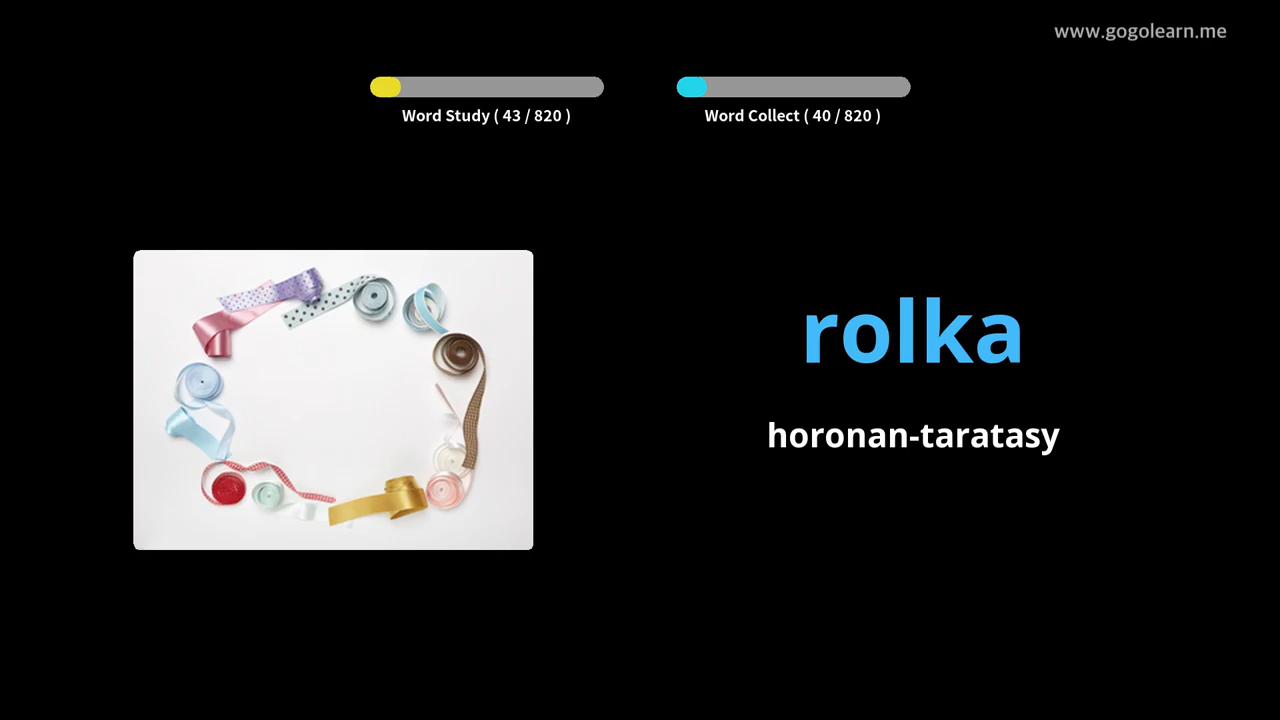 www.gogolearn.me
Word Study ( 43 / 820 )
Word Collect ( 40 / 820 )
rolka
horonan-taratasy